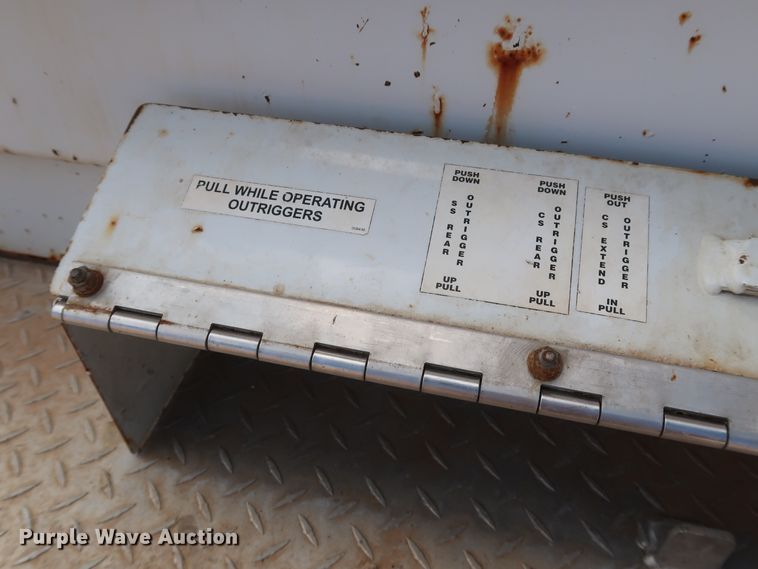 PULL WHILE OPERATING
OUTRIGGERS
PUSH
DOWN
SS REAR
OUTRIGGER
UP
PULL
PUSH
DOWN
CS REAR
OUTRIGGER
UP
PULL
PUSH
OUT
CS EXTEND
OUTRIGGER
IN
PULL
Purple Wave Auction